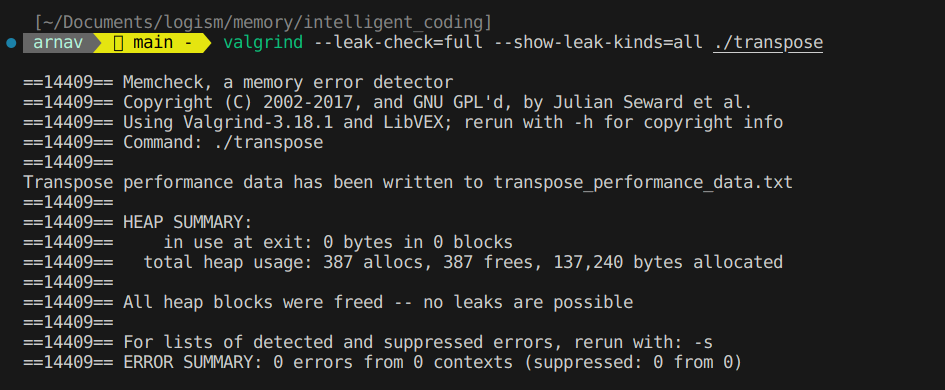 [~/Documents/logism/memory/intelligent_coding]
arnav main - valgrind --leak-check=full --show-leak-kinds=all ./transpose
==14409== Memcheck, a memory error detector
==14409== Copyright (C) 2002-2017, and GNU GPL'd, by Julian Seward et al.
==14409== Using Valgrind-3.18.1 and LibVEX; rerun with -h for copyright info
==14409== Command: ./transpose
==14409==
Transpose performance data has been written to transpose_performance_data.txt
==14409==
==14409== HEAP SUMMARY:
==14409==     in use at exit: 0 bytes in 0 blocks
==14409==   total heap usage: 387 allocs, 387 frees, 137,240 bytes allocated
==14409==
==14409== All heap blocks were freed -- no leaks are possible
==14409==
==14409== For lists of detected and suppressed errors, rerun with: -s
==14409== ERROR SUMMARY: 0 errors from 0 contexts (suppressed: 0 from 0)